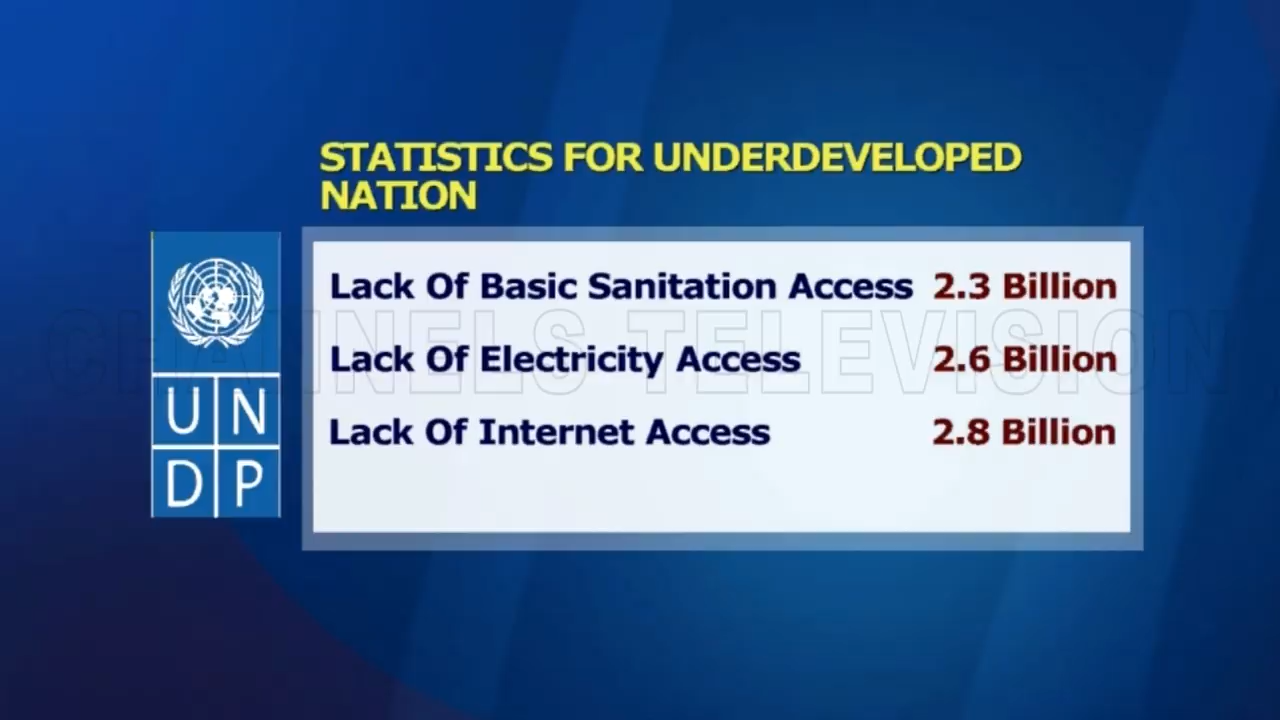 STATISTICS FOR UNDERDEVELOPED
NATION
Lack Of Basic Sanitation Access 2.3 Billion
CHANNELS TELEVISION
Lack Of Electricity Access 2.6 Billion
Lack Of Internet Access 2.8 Billion
U N
D P